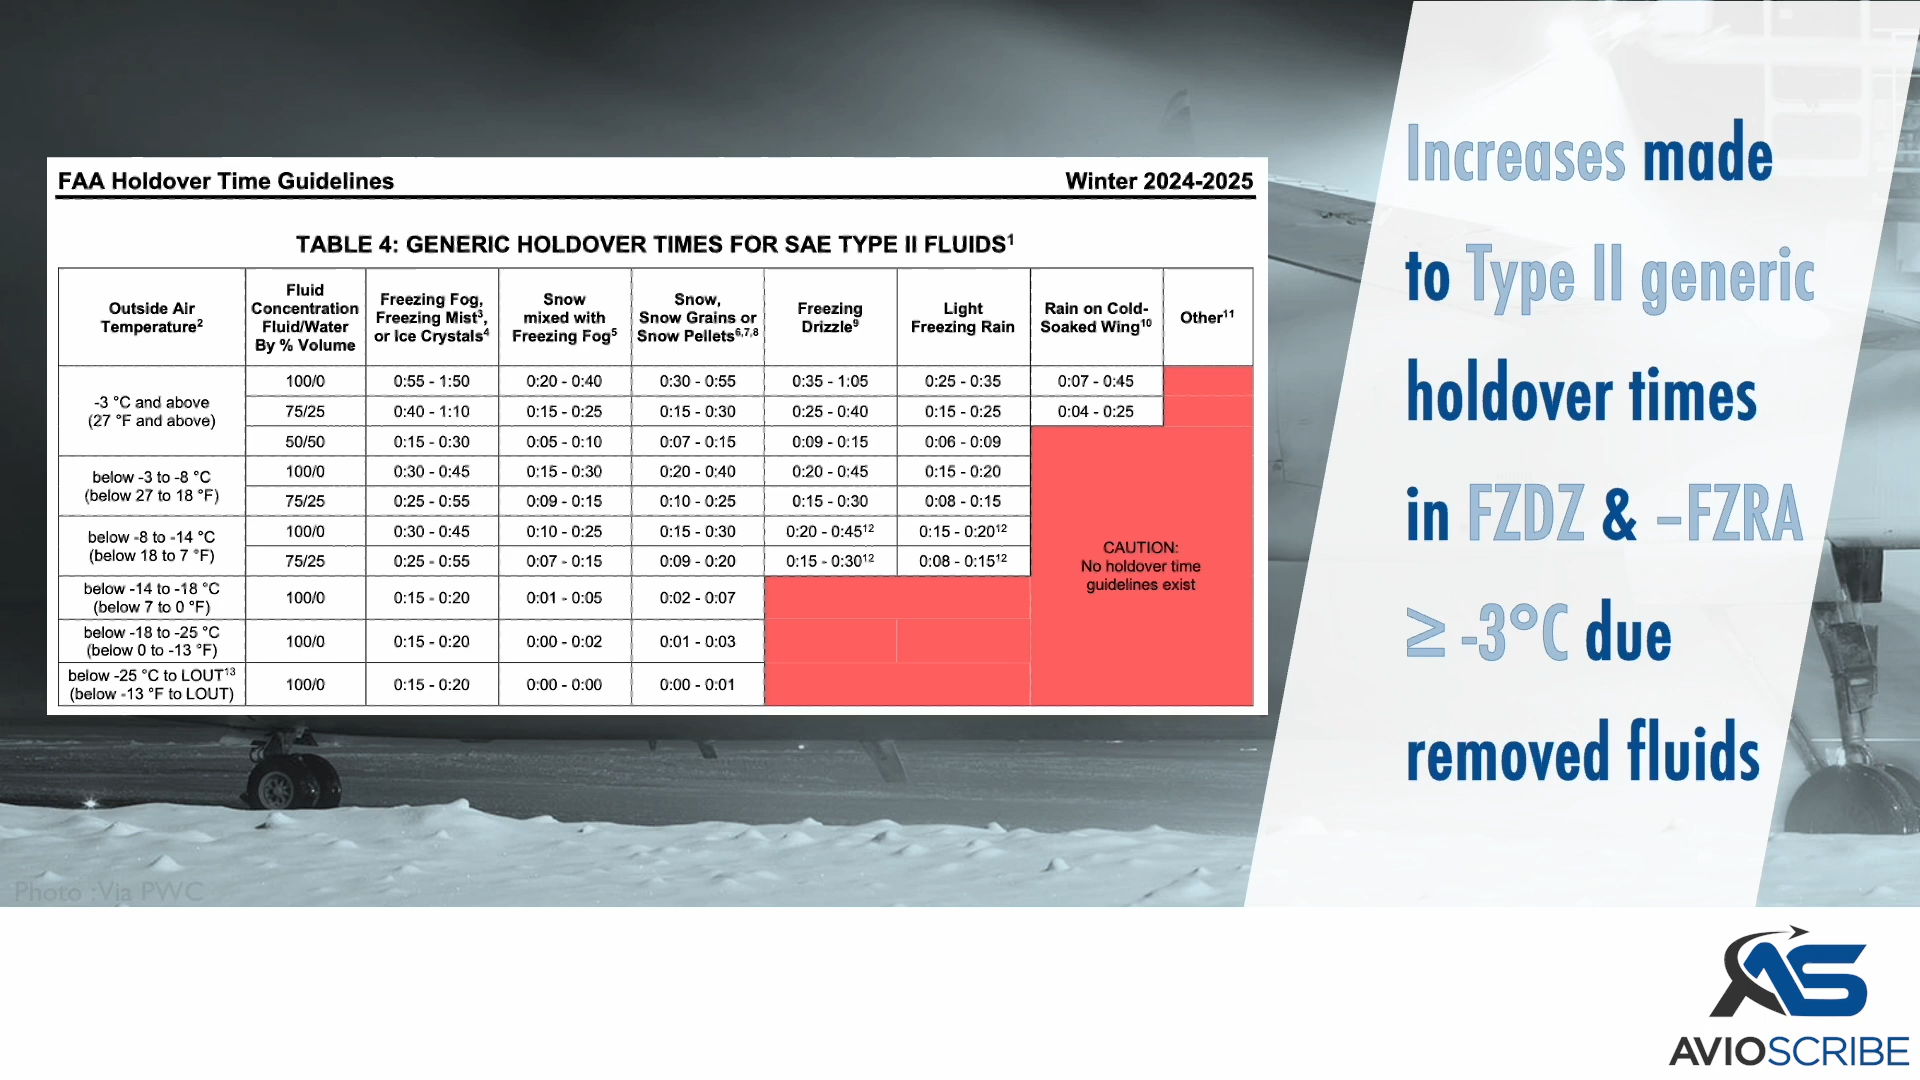 FAA Holdover Time Guidelines Winter 2024-2025
TABLE 4: GENERIC HOLDOVER TIMES FOR SAE TYPE II FLUIDS¹
Outside Air Temperature² Fluid Concentration Fluid/Water By % Volume Freezing Fog, Freezing Mist³, or Ice Crystals⁴ Snow mixed with Freezing Fog⁵ Snow, Snow Grains or Snow Pellets⁶,⁷,⁸ Freezing Drizzle⁹ Light Freezing Rain Rain on Cold-Soaked Wing¹⁰ Other¹¹
-3 °C and above (27 °F and above) 100/0 0:55 - 1:50 0:20 - 0:40 0:30 - 0:55 0:35 - 1:05 0:25 - 0:35 0:07 - 0:45
75/25 0:40 - 1:10 0:15 - 0:25 0:15 - 0:30 0:25 - 0:40 0:15 - 0:25 0:04 - 0:25
50/50 0:15 - 0:30 0:05 - 0:10 0:07 - 0:15 0:09 - 0:15 0:06 - 0:09
below -3 to -8 °C (below 27 to 18 °F) 100/0 0:30 - 0:45 0:15 - 0:30 0:20 - 0:40 0:20 - 0:45 0:15 - 0:20
75/25 0:25 - 0:55 0:09 - 0:15 0:10 - 0:25 0:15 - 0:30 0:08 - 0:15
below -8 to -14 °C (below 18 to 7 °F) 100/0 0:30 - 0:45 0:10 - 0:25 0:15 - 0:30 0:20 - 0:45¹² 0:15 - 0:20¹²
75/25 0:25 - 0:55 0:07 - 0:15 0:09 - 0:20 0:15 - 0:30¹² 0:08 - 0:15¹²
below -14 to -18 °C (below 7 to 0 °F) 100/0 0:15 - 0:20 0:01 - 0:05 0:02 - 0:07
below -18 to -25 °C (below 0 to -13 °F) 100/0 0:15 - 0:20 0:00 - 0:02 0:01 - 0:03
below -25 °C to LOUT¹³ (below -13 °F to LOUT) 100/0 0:15 - 0:20 0:00 - 0:00 0:00 - 0:01
CAUTION:
No holdover time
guidelines exist
Increases made
to Type II generic
holdover times
in FZDZ & –FZRA
≥ -3°C due
removed fluids
Photo :Via PWC
AS
AVIOSCRIBE